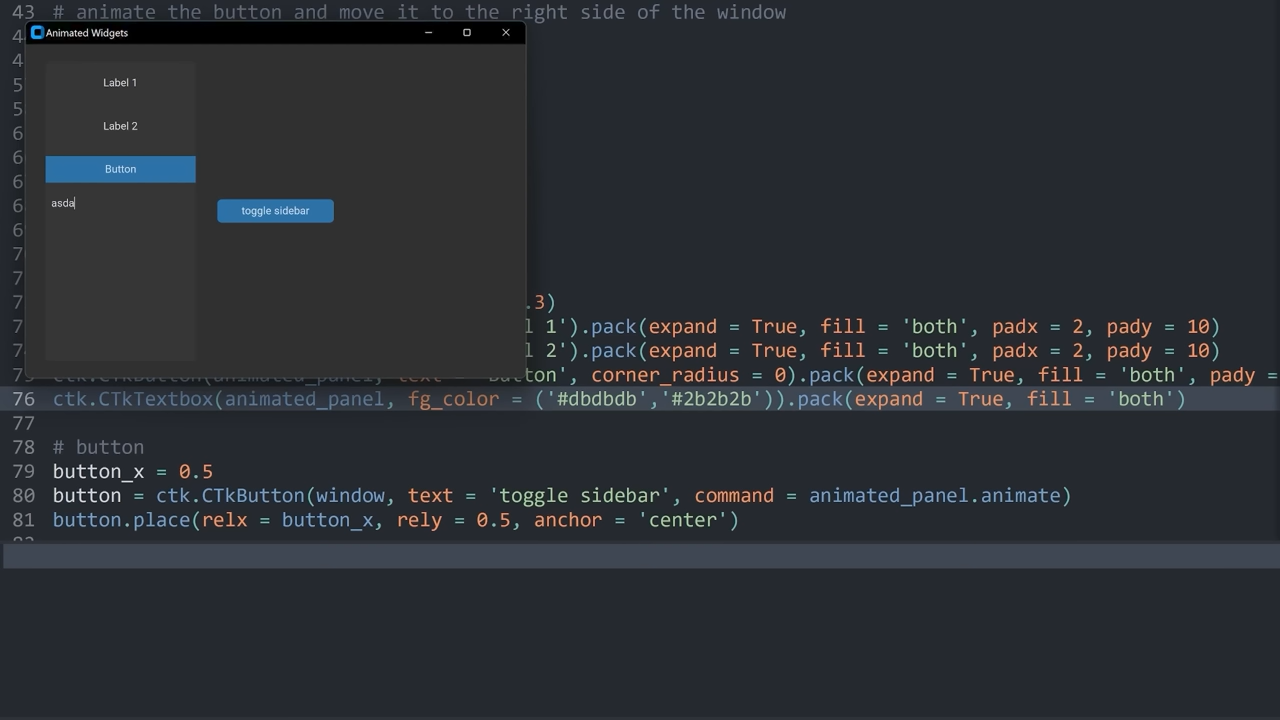 43 # animate the button and move it to the right side of the window
Animated Widgets
Label 1
Label 2
Button
asda
toggle sidebar
.3)
1').pack(expand = True, fill = 'both', padx = 2, pady = 10)
2').pack(expand = True, fill = 'both', padx = 2, pady = 10)
ctk.CTkButton(animated_panel, text = 'Button', corner_radius = 0).pack(expand = True, fill = 'both', pady =
76 ctk.CTkTextbox(animated_panel, fg_color = ('#dbdbdb','#2b2b2b')).pack(expand = True, fill = 'both')
77
78 # button
79 button_x = 0.5
80 button = ctk.CTkButton(window, text = 'toggle sidebar', command = animated_panel.animate)
81 button.place(relx = button_x, rely = 0.5, anchor = 'center')